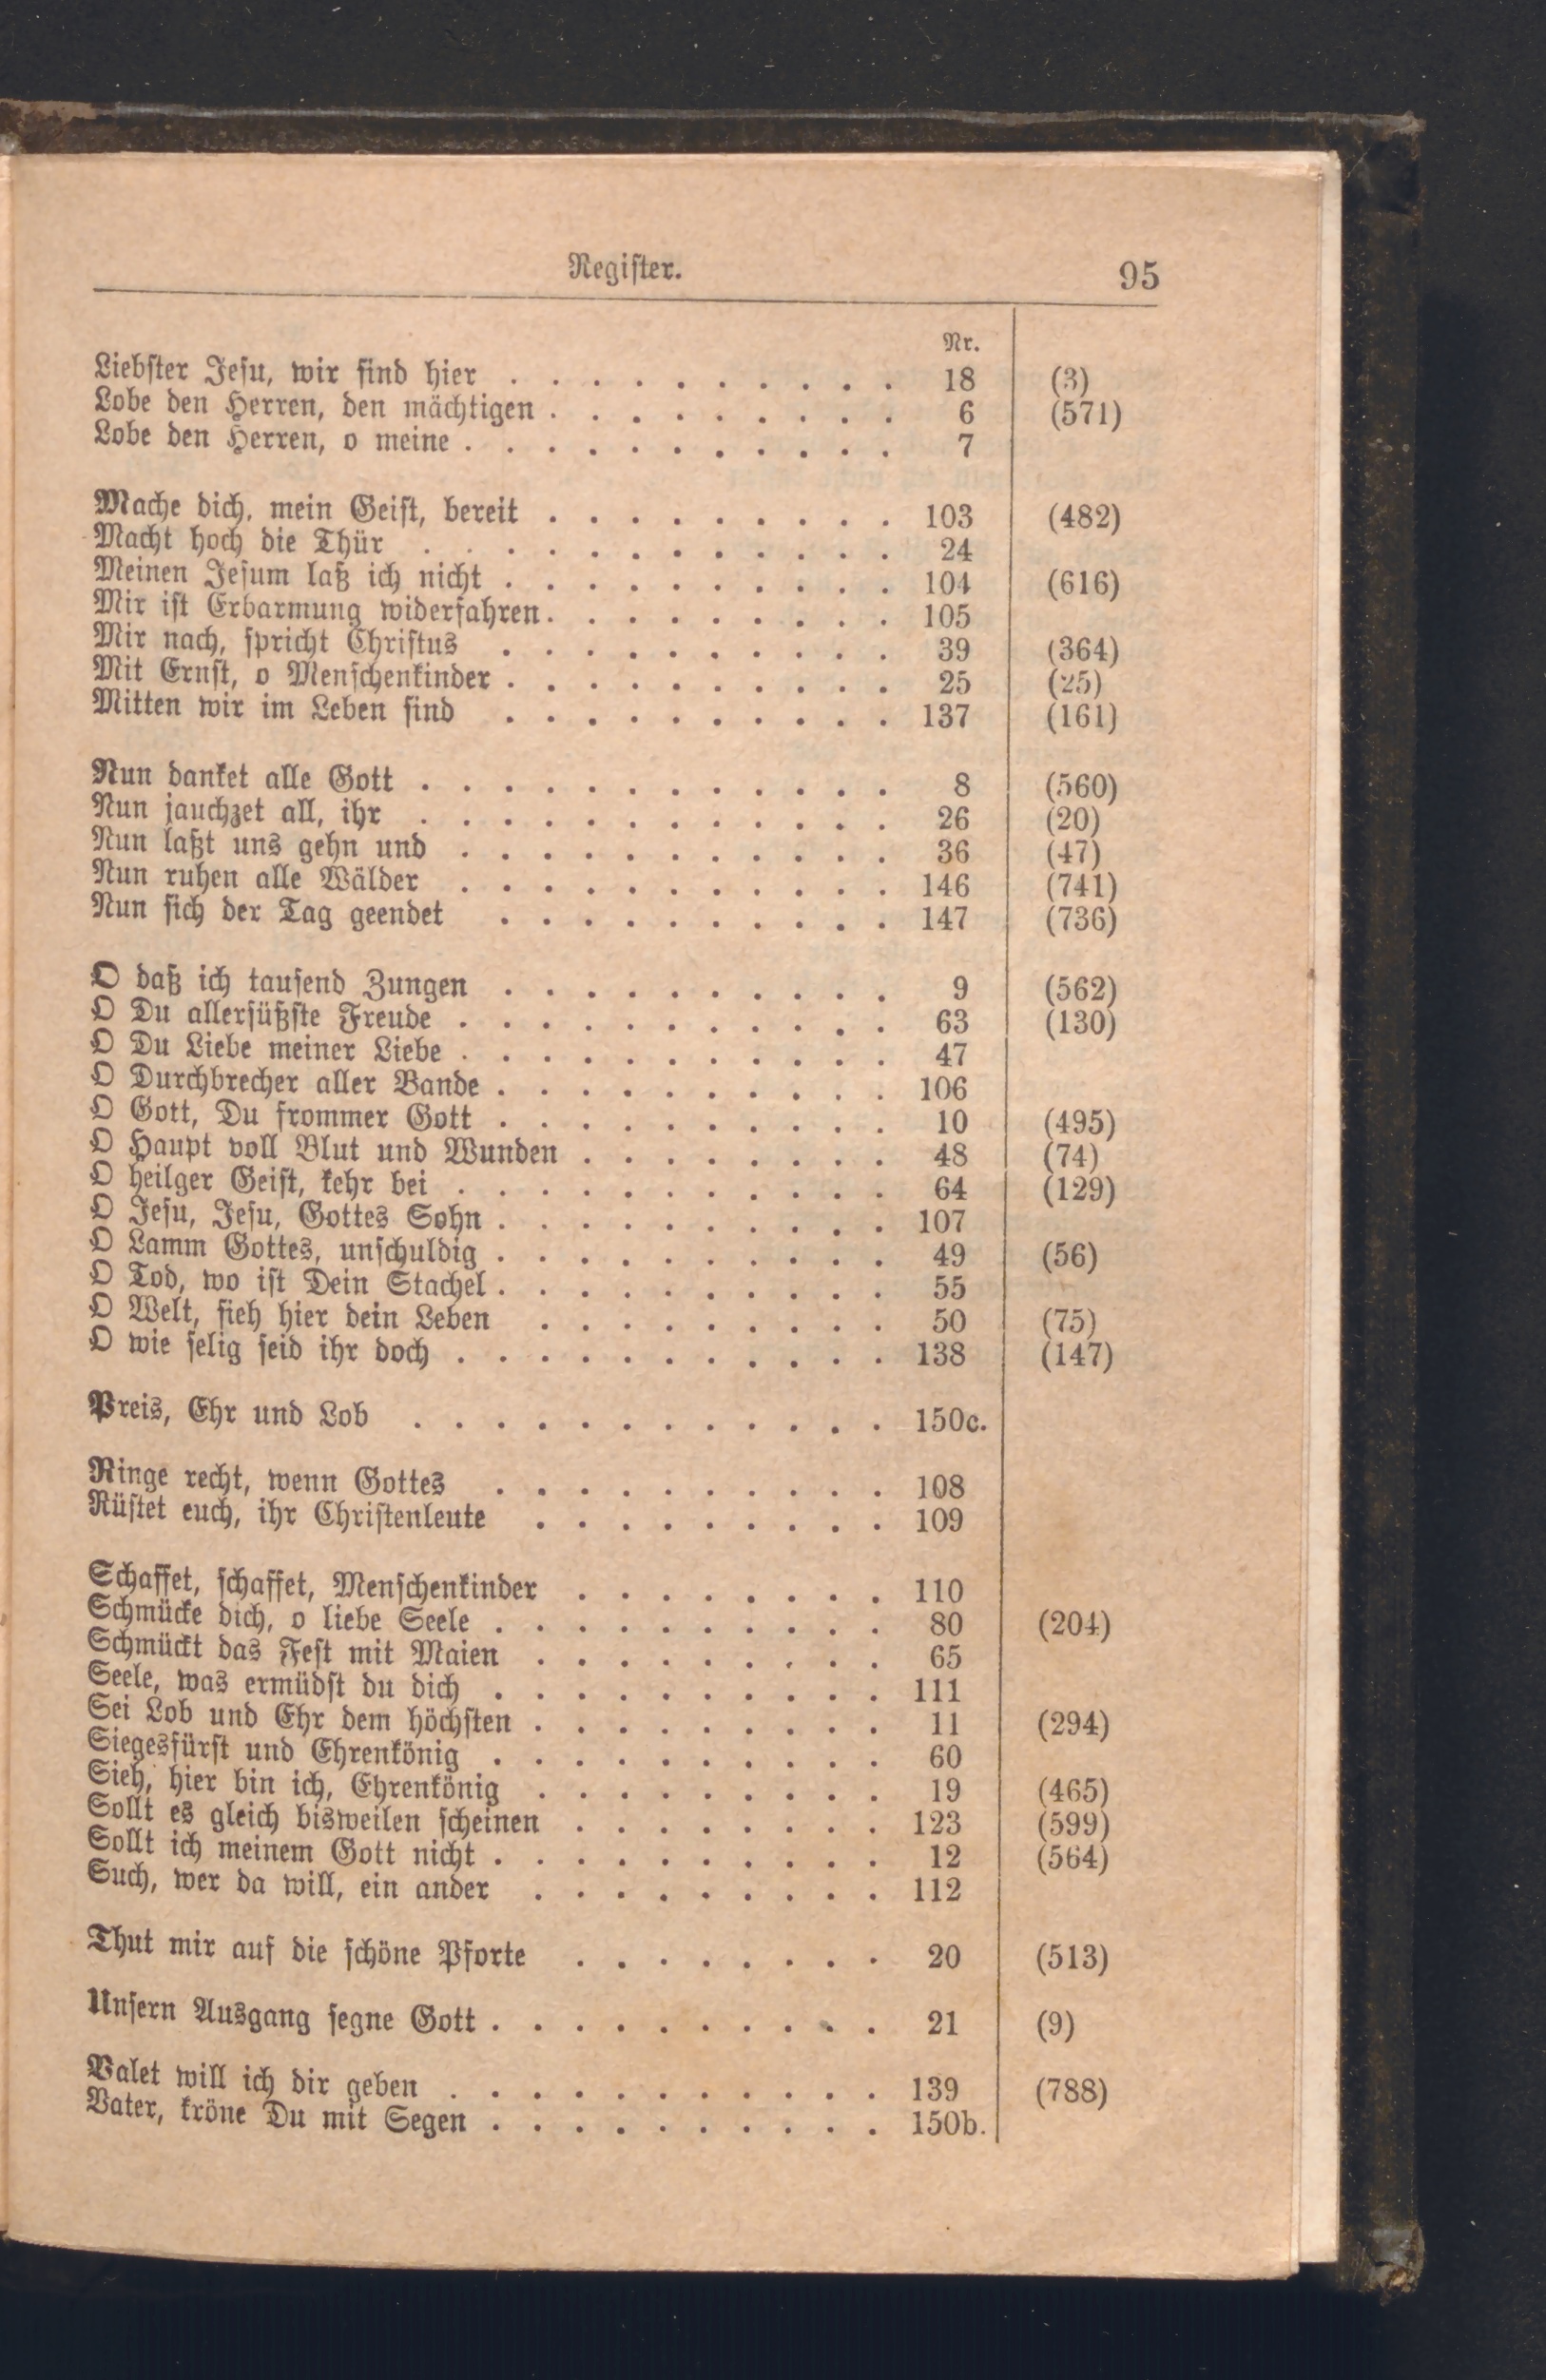 Register. 95
Nr.
Liebster Jesu, wir sind hier . . . . . . . . . . 18 (3)
Lobe den Herren, den mächtigen . . . . . . . . . 6 (571)
Lobe den Herren, o meine . . . . . . . . . . . 7
Mache dich, mein Geist, bereit . . . . . . . . . 103 (482)
Macht hoch die Thür . . . . . . . . . . . . 24
Meinen Jesum laß ich nicht . . . . . . . . . . 104 (616)
Mir ist Erbarmung widerfahren . . . . . . . . . 105
Mir nach, spricht Christus . . . . . . . . . . 39 (364)
Mit Ernst, o Menschenkinder . . . . . . . . . . 25 (25)
Mitten wir im Leben sind . . . . . . . . . . 137 (161)
Nun danket alle Gott . . . . . . . . . . . . 8 (560)
Nun jauchzet all, ihr . . . . . . . . . . . . 26 (20)
Nun laßt uns gehn und . . . . . . . . . . . 36 (47)
Nun ruhen alle Wälder . . . . . . . . . . . 146 (741)
Nun sich der Tag geendet . . . . . . . . . . 147 (736)
O daß ich tausend Zungen . . . . . . . . . . 9 (562)
O Du allersüßste Freude . . . . . . . . . . . 63 (130)
O Du Liebe meiner Liebe . . . . . . . . . . . 47
O Durchbrecher aller Bande . . . . . . . . . . 106
O Gott, Du frommer Gott . . . . . . . . . . 10 (495)
O Haupt voll Blut und Wunden . . . . . . . . 48 (74)
O heilger Geist, kehr bei . . . . . . . . . . . 64 (129)
O Jesu, Jesu, Gottes Sohn . . . . . . . . . . 107
O Lamm Gottes, unschuldig . . . . . . . . . . 49 (56)
O Tod, wo ist Dein Stachel . . . . . . . . . . 55
O Welt, sieh hier dein Leben . . . . . . . . . 50 (75)
O wie selig seid ihr doch . . . . . . . . . . . 138 (147)
Preis, Ehr und Lob . . . . . . . . . . . . 150c.
Ringe recht, wenn Gottes . . . . . . . . . . 108
Rüstet euch, ihr Christenleute . . . . . . . . . 109
Schaffet, schaffet, Menschenkinder . . . . . . . . 110
Schmücke dich, o liebe Seele . . . . . . . . . . 80 (204)
Schmückt das Fest mit Maien . . . . . . . . . 65
Seele, was ermüdst du dich . . . . . . . . . . 111
Sei Lob und Ehr dem höchsten . . . . . . . . . 11 (294)
Siegesfürst und Ehrenkönig . . . . . . . . . . 60
Sieh, hier bin ich, Ehrenkönig . . . . . . . . . 19 (465)
Sollt es gleich bisweilen scheinen . . . . . . . . 123 (599)
Sollt ich meinem Gott nicht . . . . . . . . . . 12 (564)
Such, wer da will, ein ander . . . . . . . . . 112
Thut mir auf die schöne Pforte . . . . . . . . 20 (513)
Unsern Ausgang segne Gott . . . . . . . . . . 21 (9)
Valet will ich dir geben . . . . . . . . . . . 139 (788)
Vater, kröne Du mit Segen . . . . . . . . . . 150b.